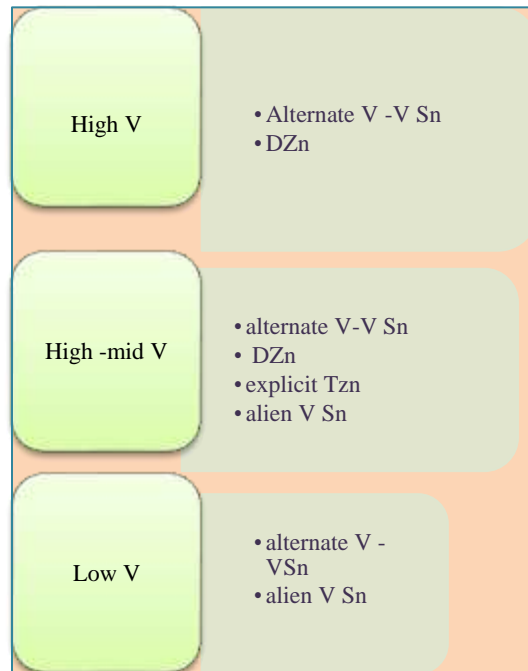 High V
• Alternate V -V Sn
• DZn
High -mid V
• alternate V-V Sn
• DZn
• explicit Tzn
• alien V Sn
Low V
• alternate V -
VSn
• alien V Sn